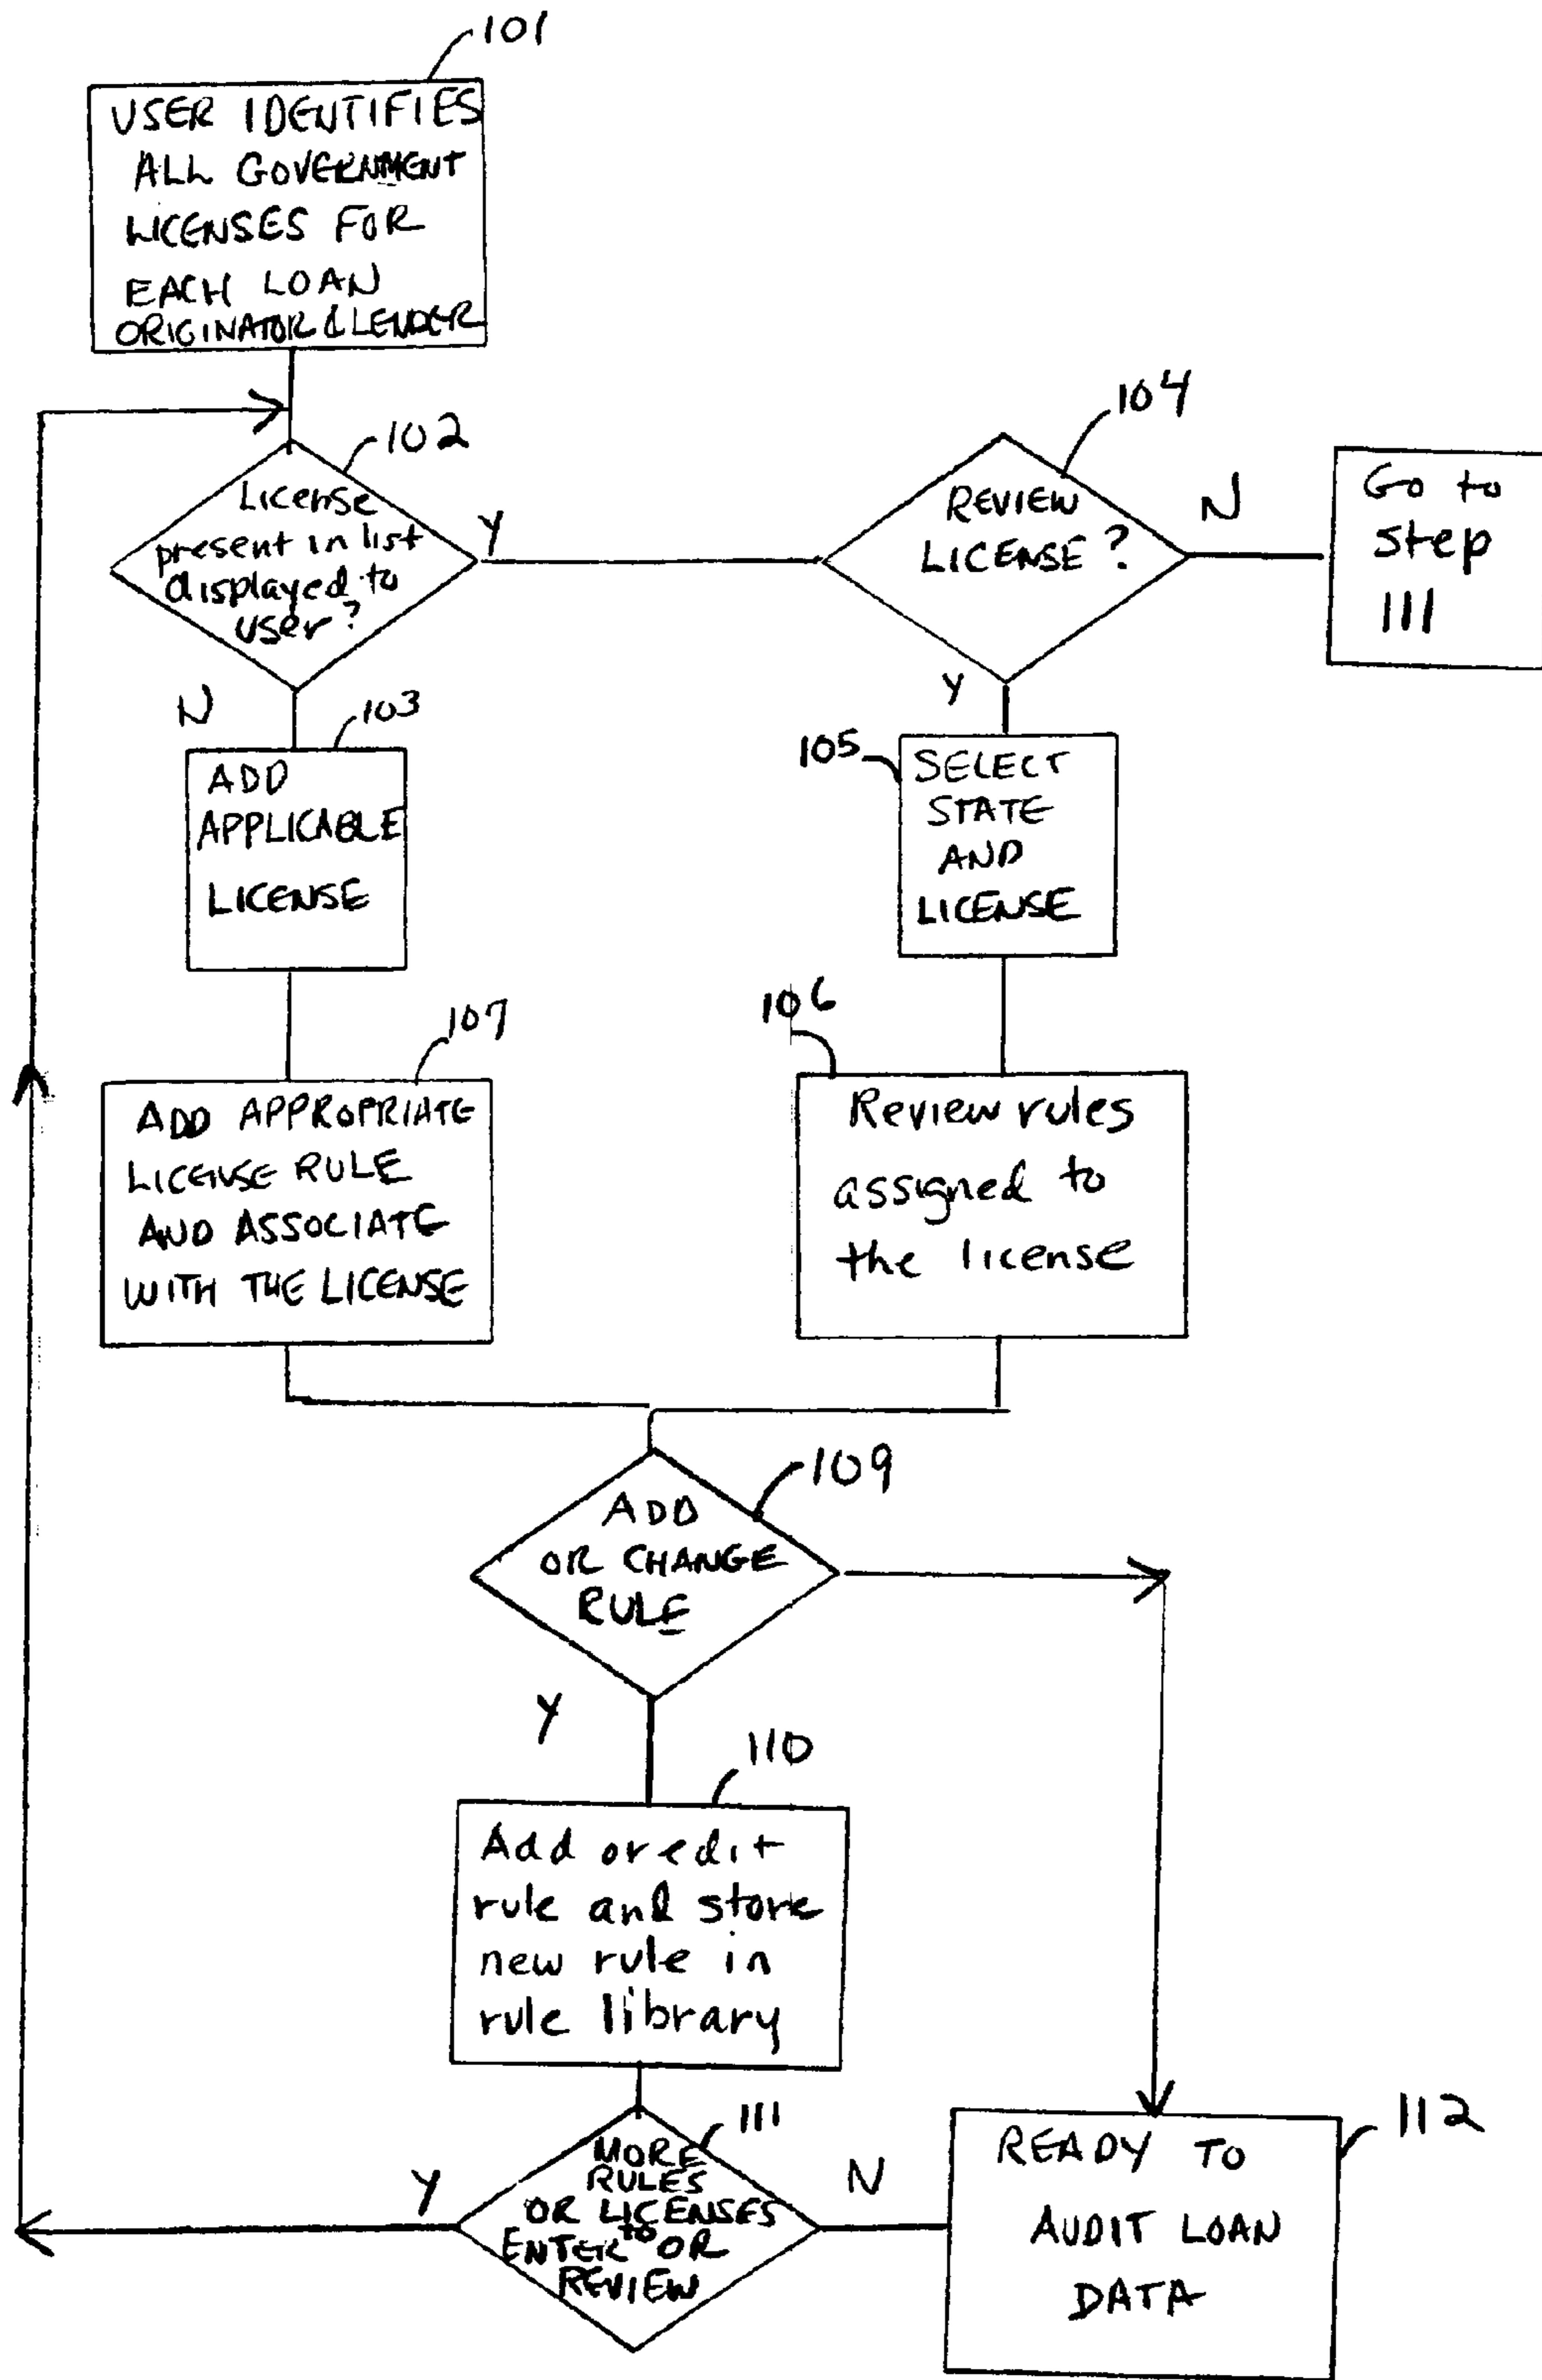 101
USER IDENTIFIES
ALL GOVERNMENT
LICENSES FOR
EACH LOAN
ORIGINATOR & LENDER
102
License
present in list
displayed to
user?
Y
N
104
REVIEW
LICENSE?
N
Y
Go to
step
111
103
ADD
APPLICABLE
LICENSE
105
SELECT
STATE
AND
LICENSE
107
ADD APPROPRIATE
LICENSE RULE
AND ASSOCIATE
WITH THE LICENSE
106
Review rules
assigned to
the license
109
ADD
OR CHANGE
RULE
Y
110
Add or edit
rule and store
new rule in
rule library
111
MORE
RULES
OR LICENSES
ENTER to OR
REVIEW
Y
N
112
READY TO
AUDIT LOAN
DATA